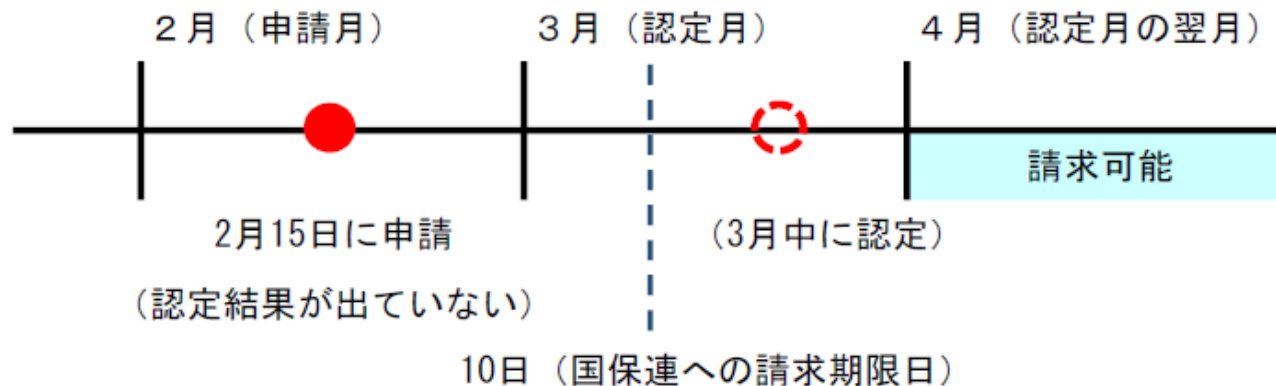 ２月（申請月）
３月（認定月）
４月（認定月の翌月）
請求可能
2月15日に申請
（3月中に認定）
（認定結果が出ていない）
10日（国保連への請求期限日）